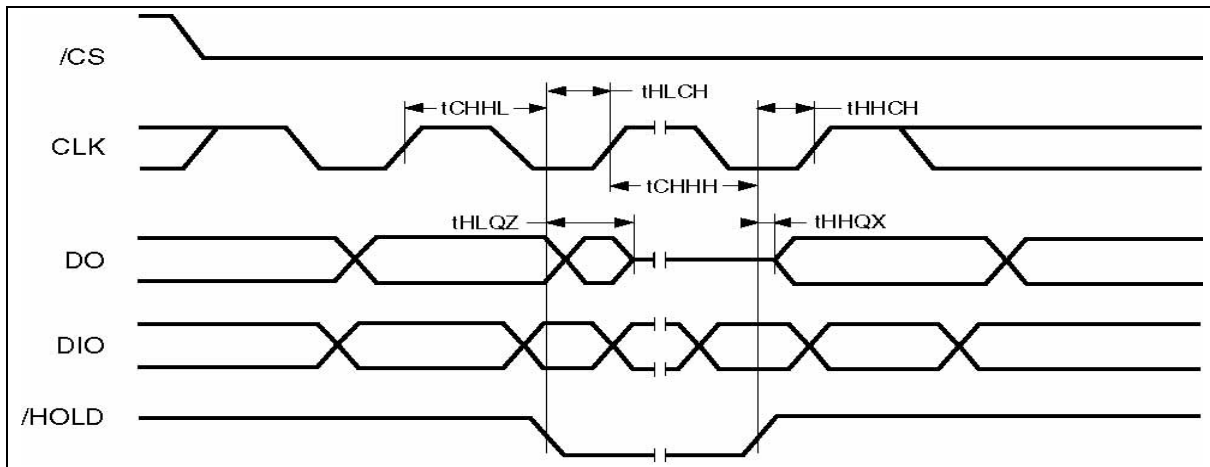 /CS
tHLCH
tHHCH
tCHHL
CLK
tCHHH
tHLQZ
tHHQX
DO
DIO
/HOLD